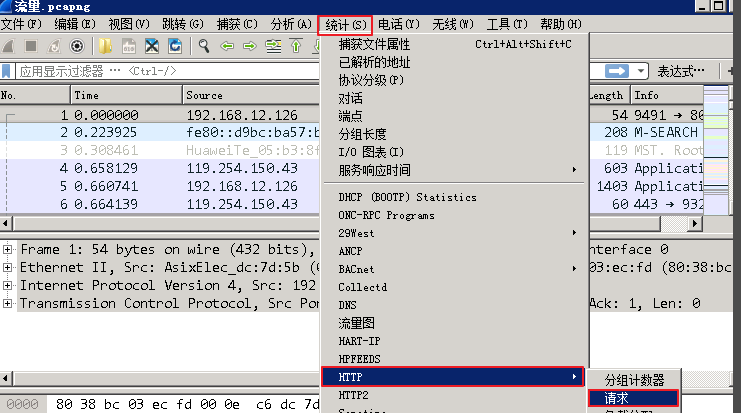 流量.pcapng
文件(F) 编辑(E) 视图(V) 跳转(G) 捕获(C) 分析(A) 统计(S) 电话(Y) 无线(W) 工具(T) 帮助(H)
应用显示过滤器 … <Ctrl-/> 表达式…
No. Time Source Length Info
1 0.000000 192.168.12.126 54 9491 → 80
2 0.223925 fe80::d9bc:ba57:b 208 M-SEARCH
3 0.308461 HuaweiTe_05:b3:8f 119 MST. Root
4 0.658129 119.254.150.43 603 Applicati
5 0.660741 119.254.150.43 1403 Applicati
6 0.664139 119.254.150.43 60 443 → 932
捕获文件属性 Ctrl+Alt+Shift+C
已解析的地址
协议分级(P)
对话
端点
分组长度
I/O 图表(I)
服务响应时间
DHCP (BOOTP) Statistics
ONC-RPC Programs
29West
ANCP
BACnet
Collectd
DNS
流量图
HART-IP
HPFEEDS
HTTP
HTTP2
分组计数器
请求
Frame 1: 54 bytes on wire (432 bits), nterface 0
Ethernet II, Src: AsixElec_dc:7d:5b ( 03:ec:fd (80:38:bc
Internet Protocol Version 4, Src: 192
Transmission Control Protocol, Src Por Ack: 1, Len: 0
0000 80 38 bc 03 ec fd 00 0e c6 dc 7d